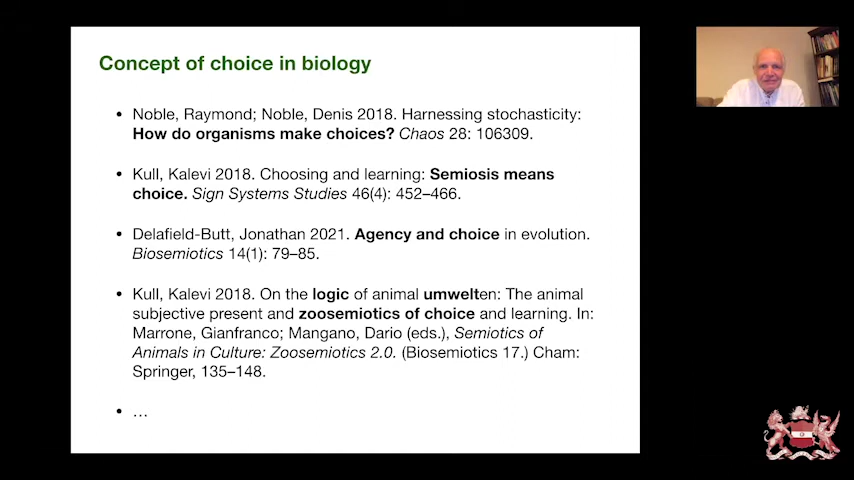 Concept of choice in biology
• Noble, Raymond; Noble, Denis 2018. Harnessing stochasticity:
How do organisms make choices? Chaos 28: 106309.
• Kull, Kalevi 2018. Choosing and learning: Semiosis means
choice. Sign Systems Studies 46(4): 452–466.
• Delafield-Butt, Jonathan 2021. Agency and choice in evolution.
Biosemiotics 14(1): 79–85.
• Kull, Kalevi 2018. On the logic of animal umwelten: The animal
subjective present and zoosemiotics of choice and learning. In:
Marrone, Gianfranco; Mangano, Dario (eds.), Semiotics of
Animals in Culture: Zoosemiotics 2.0. (Biosemiotics 17.) Cham:
Springer, 135–148.
• …